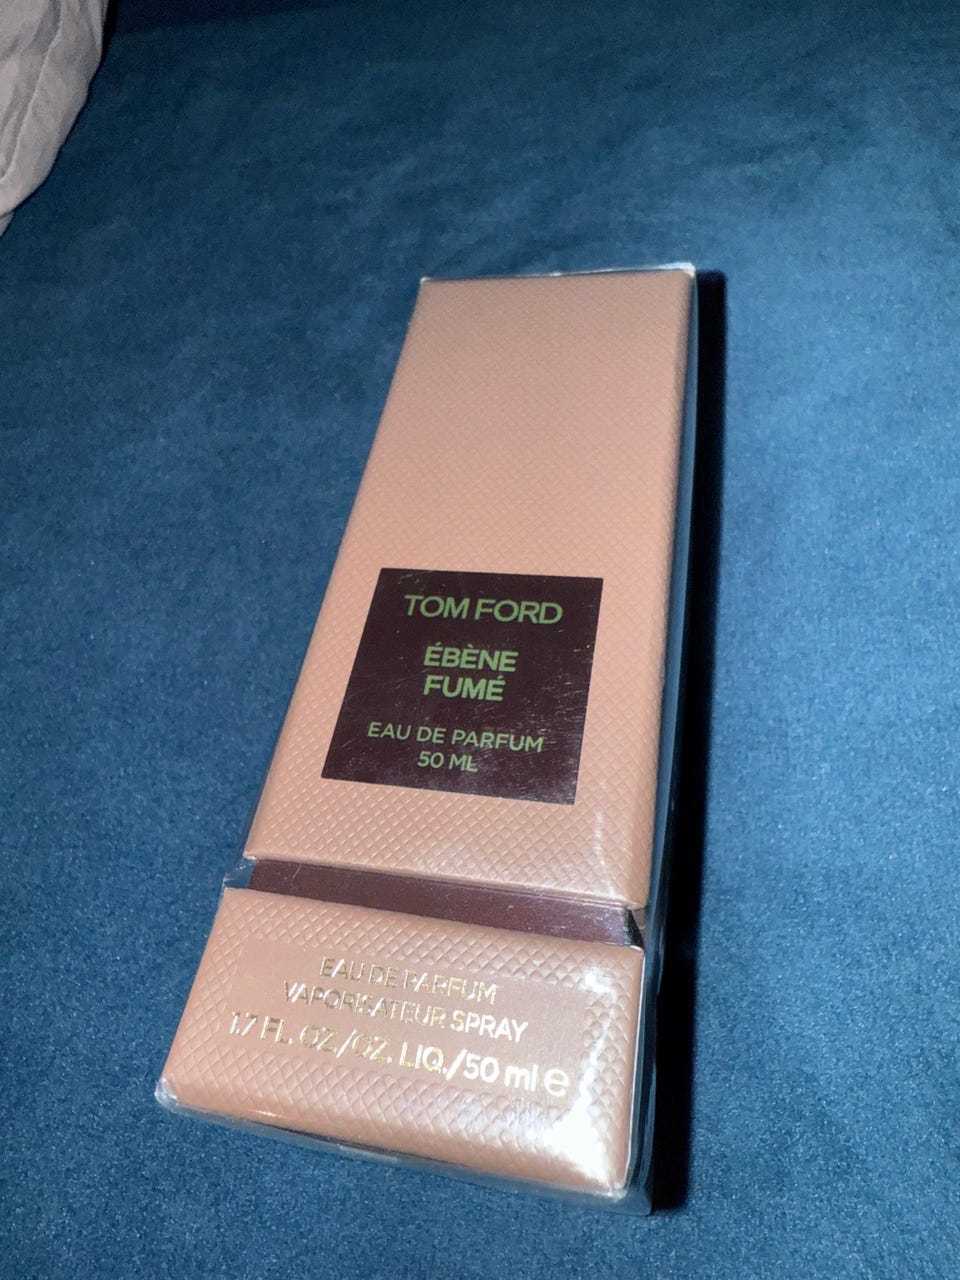 TOM FORD
ÉBÈNE
FUMÉ
EAU DE PARFUM
50 ML
EAU DE PARFUM
VAPORISATEUR SPRAY
1.7 FL. OZ./OZ. LIQ./50 ml ℮